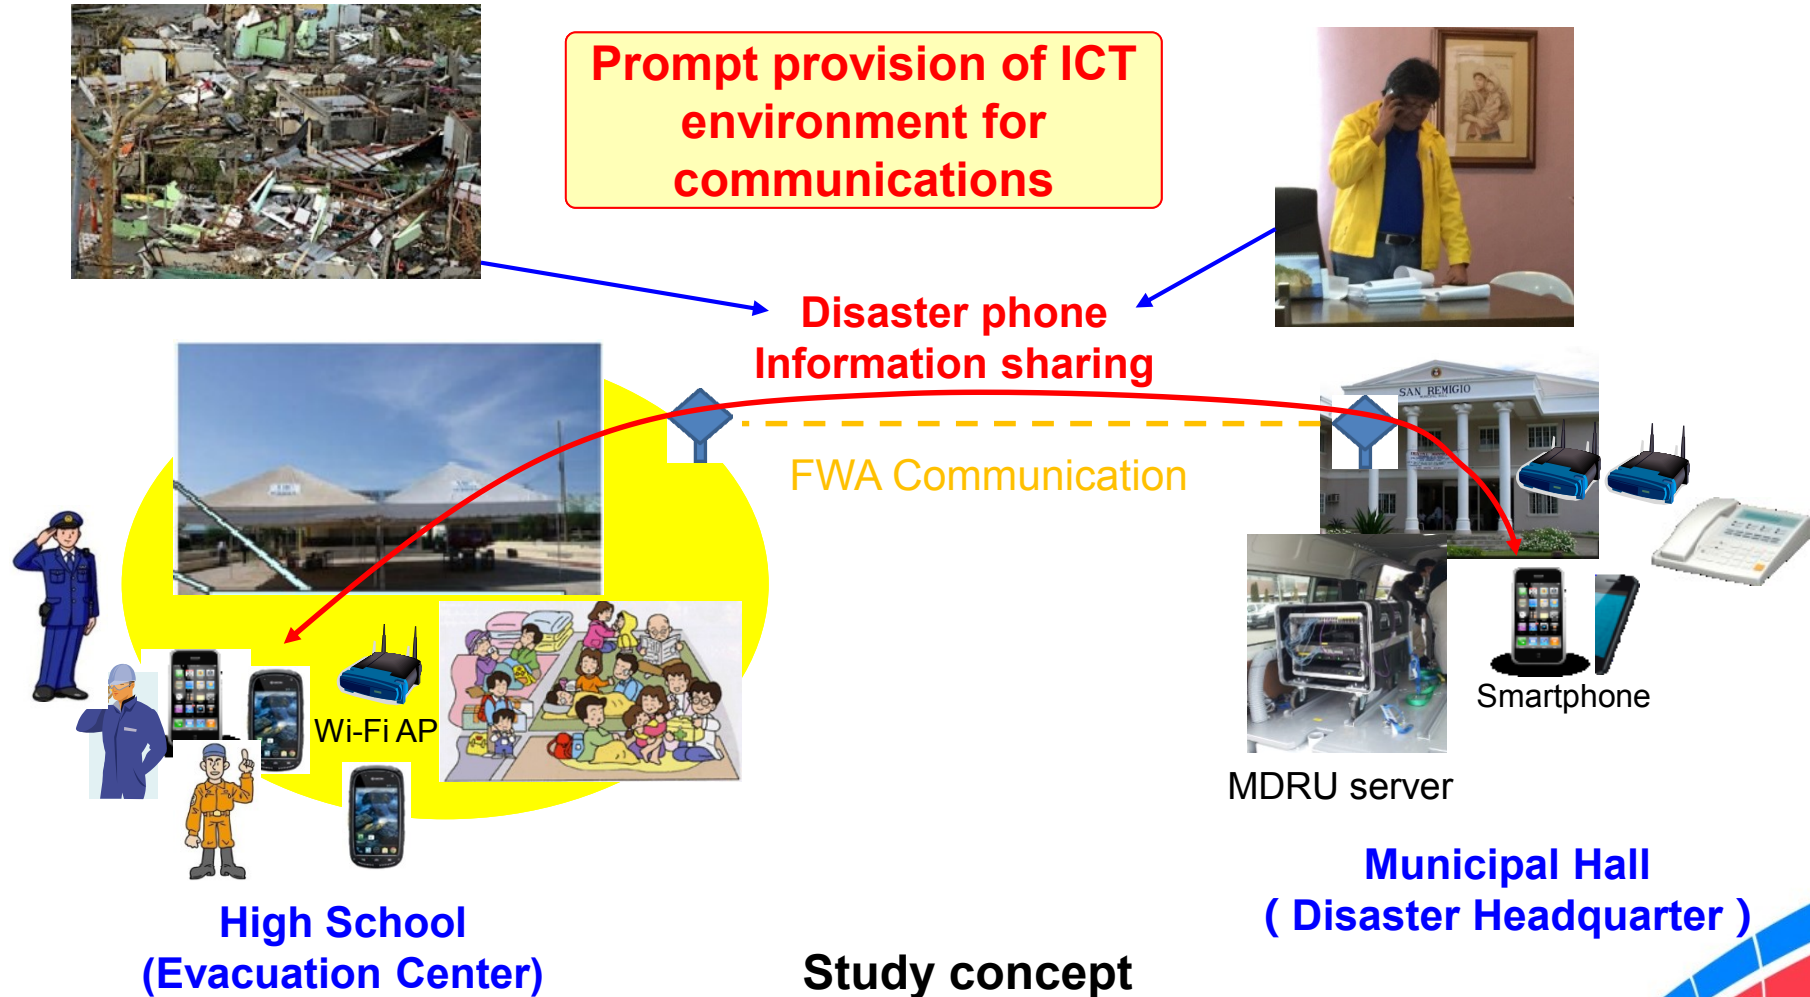 Prompt provision of ICT
environment for
communications
Disaster phone
Information sharing
SAN REMIGIO
FWA Communication
Wi-Fi AP
Smartphone
MDRU server
Municipal Hall
( Disaster Headquarter )
High School
(Evacuation Center)
Study concept